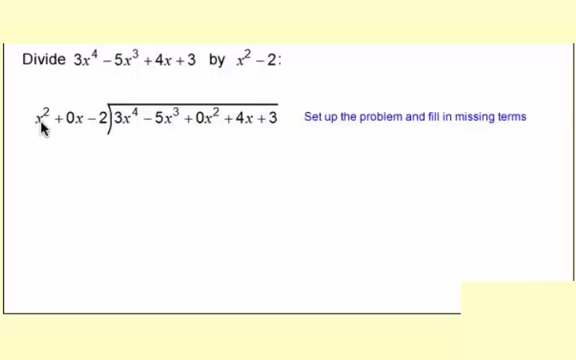 Divide 3x⁴ − 5x³ + 4x + 3 by x² − 2:
x² + 0x − 2)3x⁴ − 5x³ + 0x² + 4x + 3 Set up the problem and fill in missing terms